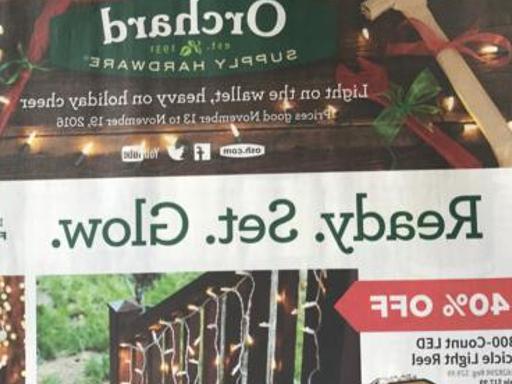 Orchard
est. 1931
SUPPLY HARDWARE
Light on the wallet, heavy on holiday cheer
Prices good November 13 to November 19, 2016
osh.com
YouTube
Ready. Set. Glow.
40% OFF
300-Count LED
Icicle Light Reel